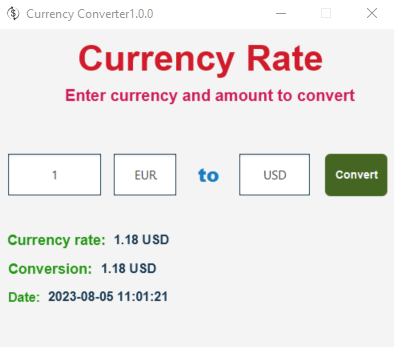 Currency Converter1.0.0
Currency Rate
Enter currency and amount to convert
1 EUR to USD Convert
Currency rate: 1.18 USD
Conversion: 1.18 USD
Date: 2023-08-05 11:01:21